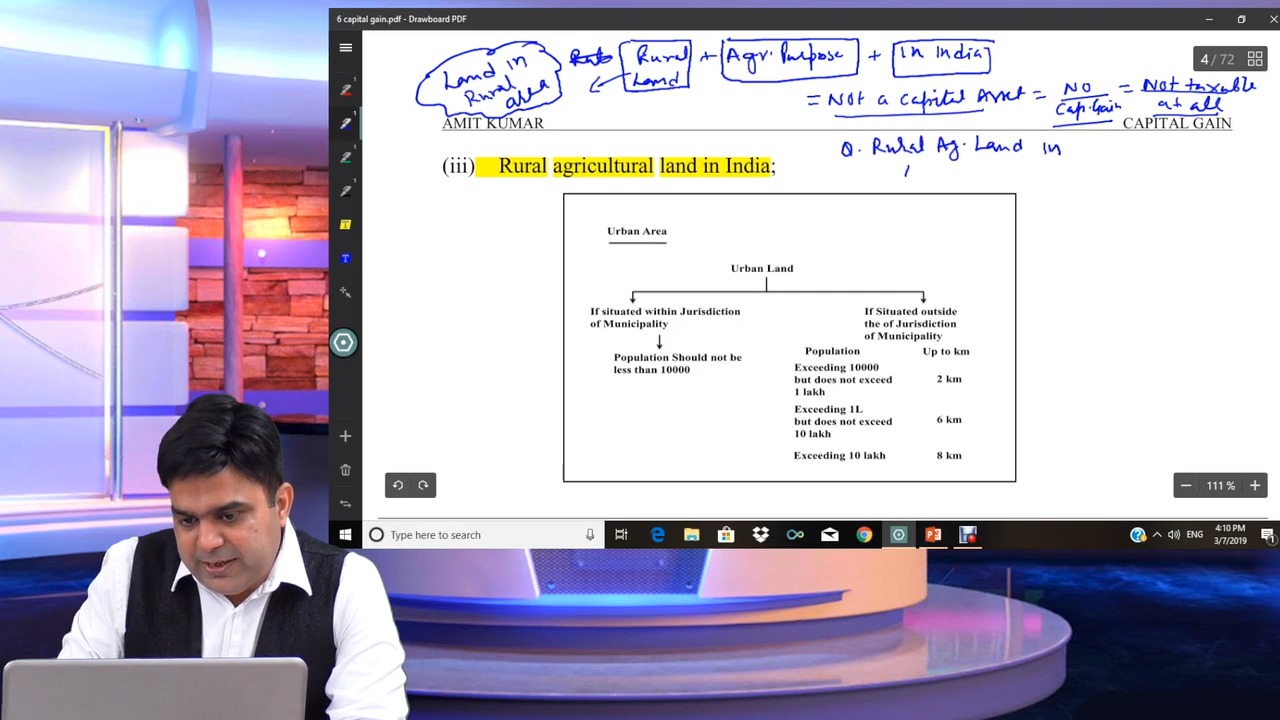 6 capital gain.pdf - Drawboard PDF
4 / 72
Land in
Rural
area
Rural
Land
+ Agr. Purpose + In India
= Not a Capital Asset = NO
Cap. Gain
= Not taxable
at all
AMIT KUMAR CAPITAL GAIN
Q. Rural Ag. Land in
(iii) Rural agricultural land in India;
Urban Area
Urban Land
If situated within Jurisdiction
of Municipality
Population Should not be
less than 10000
If Situated outside
the of Jurisdiction
of Municipality
Population Up to km
Exceeding 10000
but does not exceed
1 lakh
2 km
Exceeding 1L
but does not exceed
10 lakh
6 km
Exceeding 10 lakh 8 km
111 %
Type here to search
ENG
4:10 PM
3/7/2019